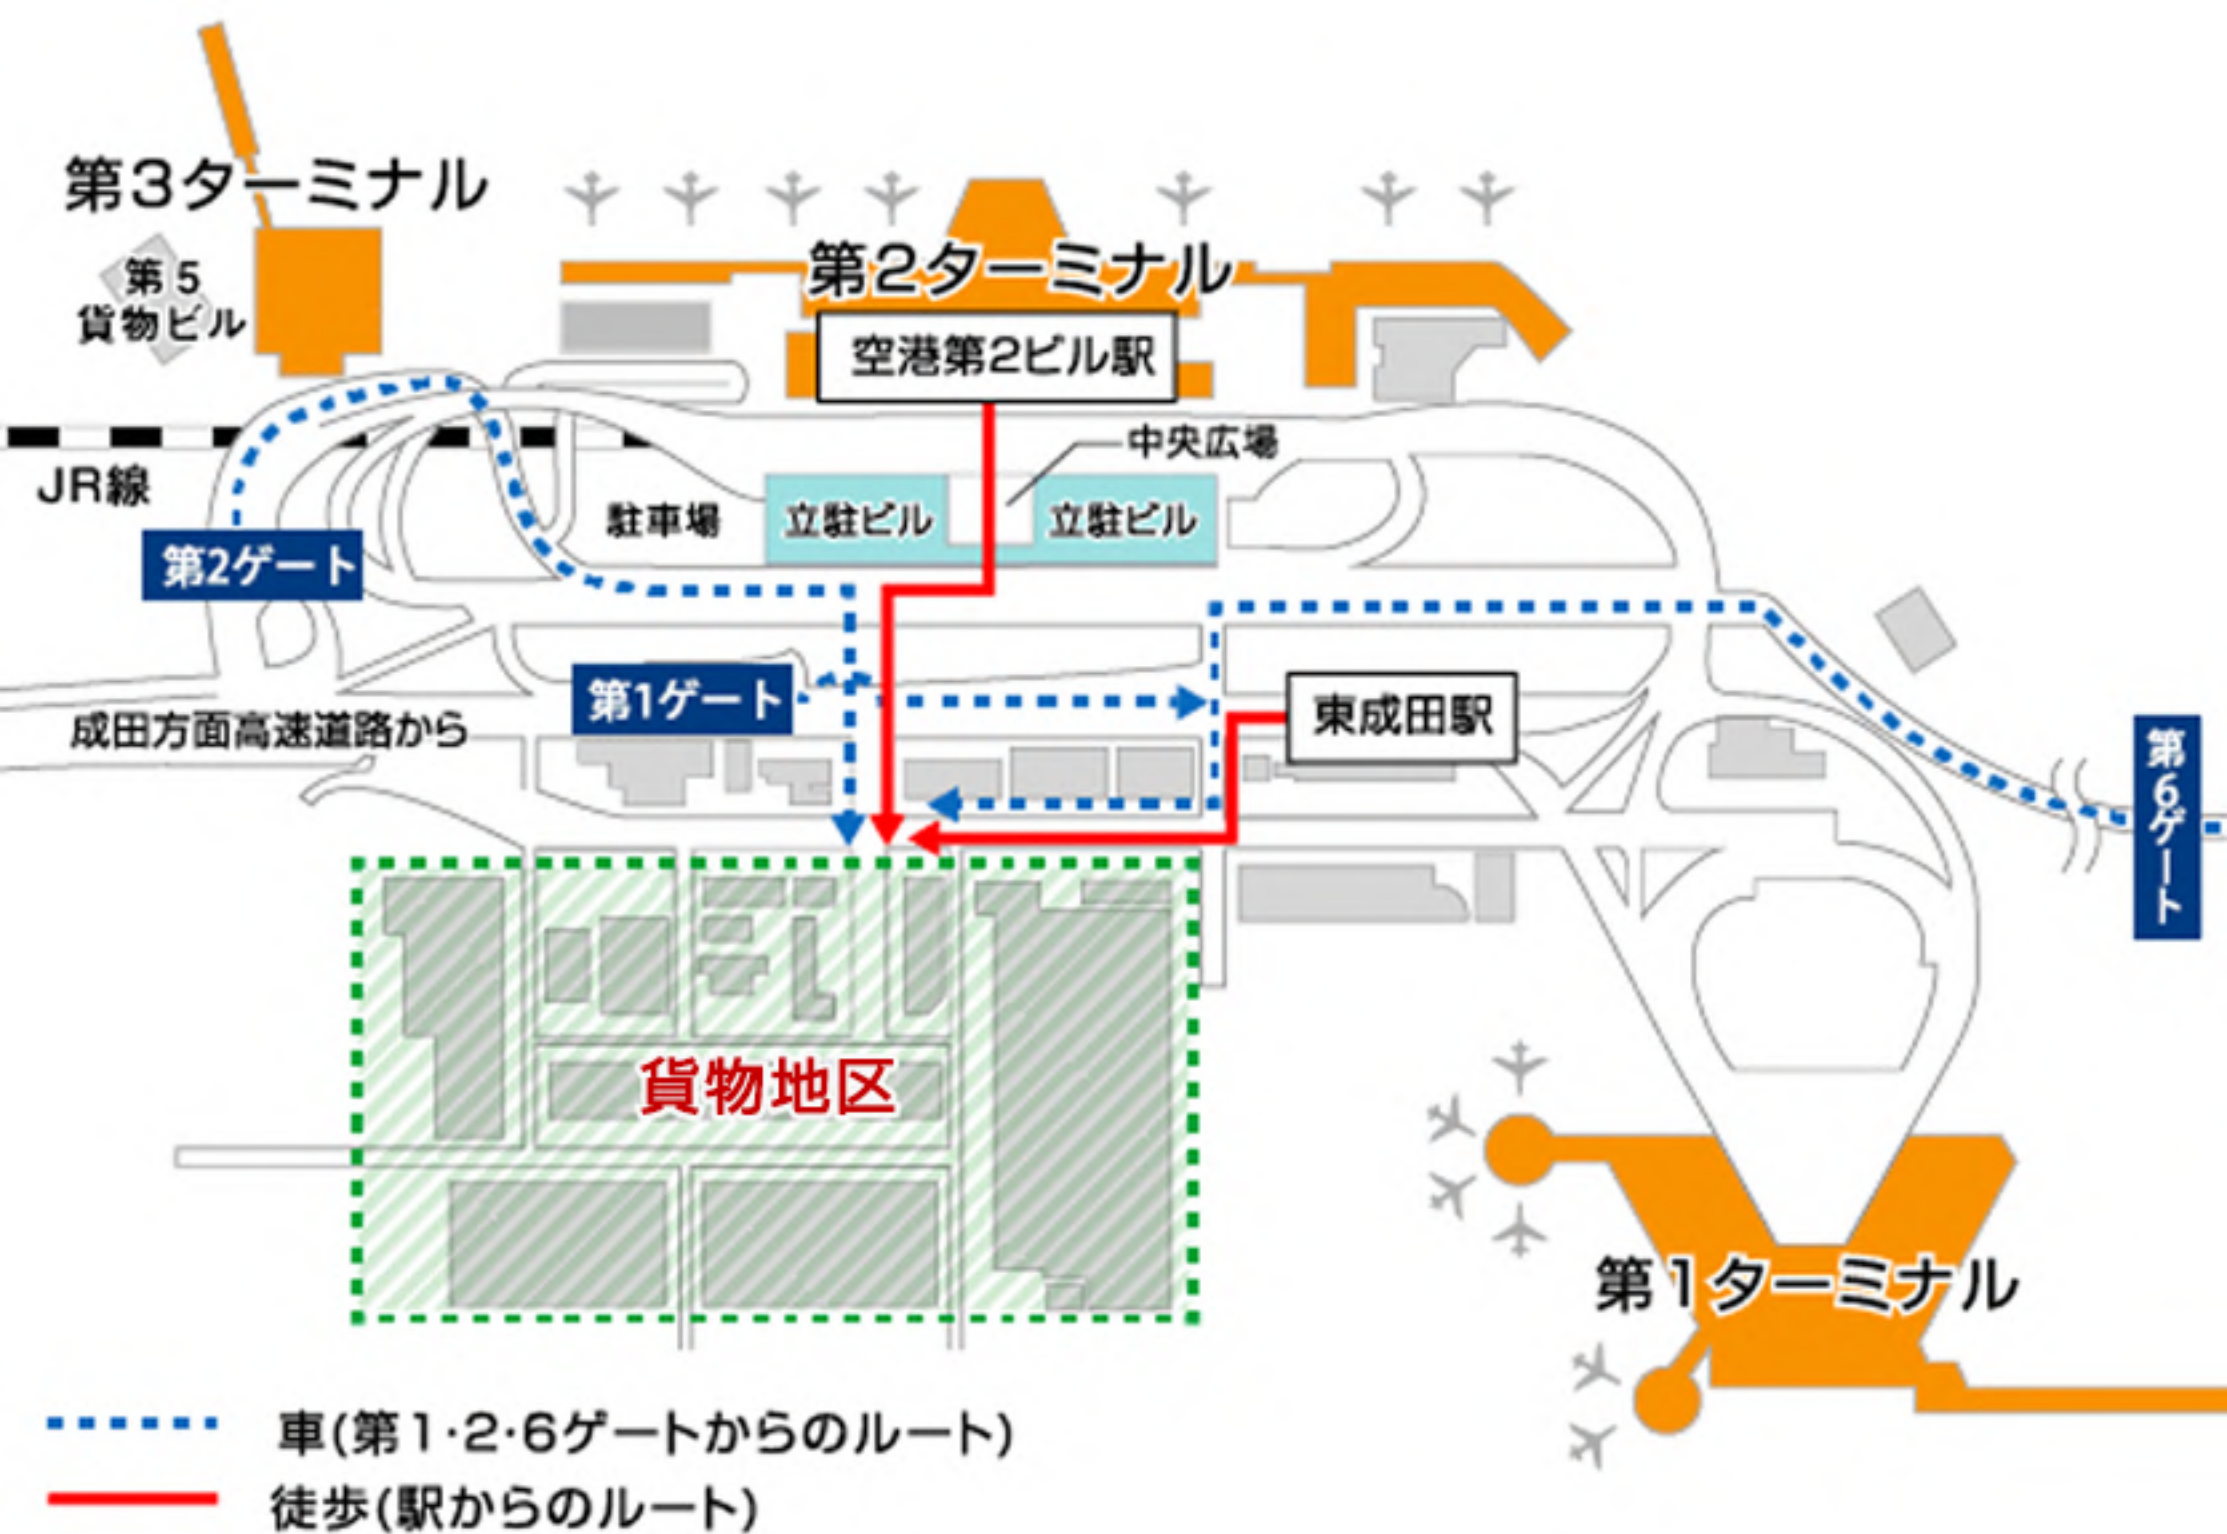 第3ターミナル
第2ターミナル
第5
貨物ビル
空港第2ビル駅
中央広場
JR線
駐車場
立駐ビル
立駐ビル
第2ゲート
第1ゲート
東成田駅
成田方面高速道路から
第6ゲート
貨物地区
第1ターミナル
車(第1·2·6ゲートからのルート)
徒歩(駅からのルート)